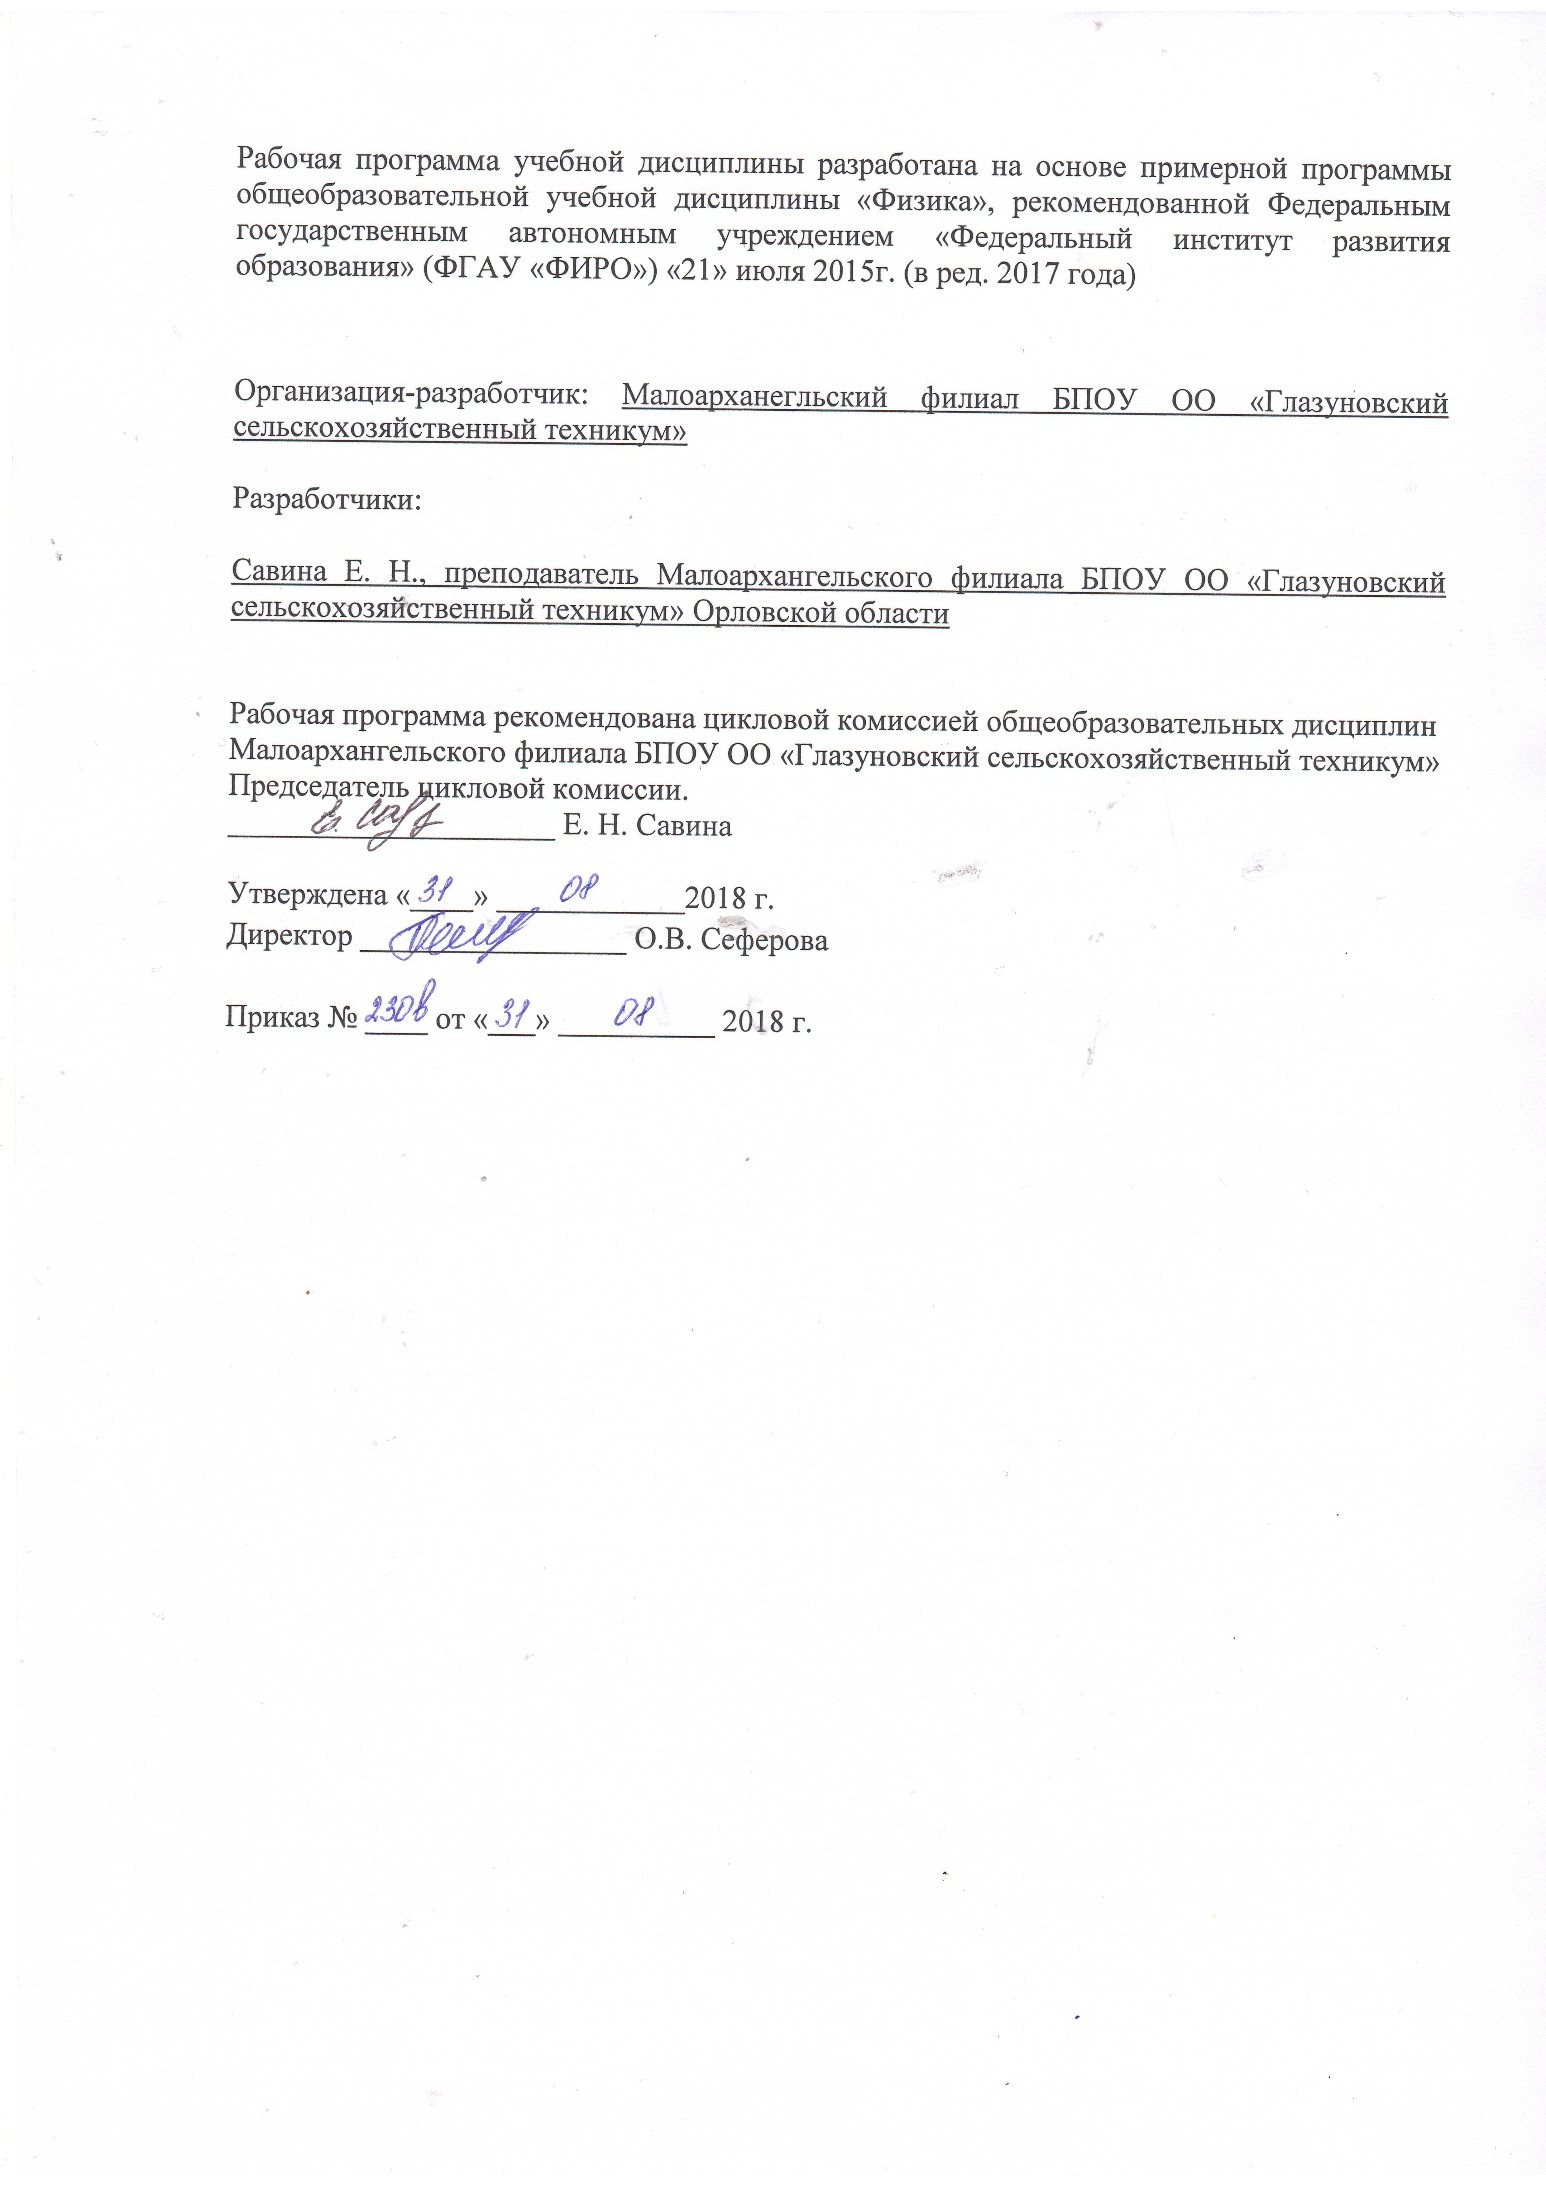 Рабочая программа учебной дисциплины разработана на основе примерной программы
общеобразовательной учебной дисциплины «Физика», рекомендованной Федеральным
государственным автономным учреждением «Федеральный институт развития
образования» (ФГАУ «ФИРО») «21» июля 2015г. (в ред. 2017 года)
Организация-разработчик: Малоарханегльский филиал БПОУ ОО «Глазуновский
сельскохозяйственный техникум»
Разработчики:
Савина Е. Н., преподаватель Малоархангельского филиала БПОУ ОО «Глазуновский
сельскохозяйственный техникум» Орловской области
Рабочая программа рекомендована цикловой комиссией общеобразовательных дисциплин
Малоархангельского филиала БПОУ ОО «Глазуновский сельскохозяйственный техникум»
Председатель цикловой комиссии.
Е. Н. Савина
Утверждена «31» 08 2018 г.
Директор О.В. Сеферова
Приказ № 230в от «31» 08 2018 г.